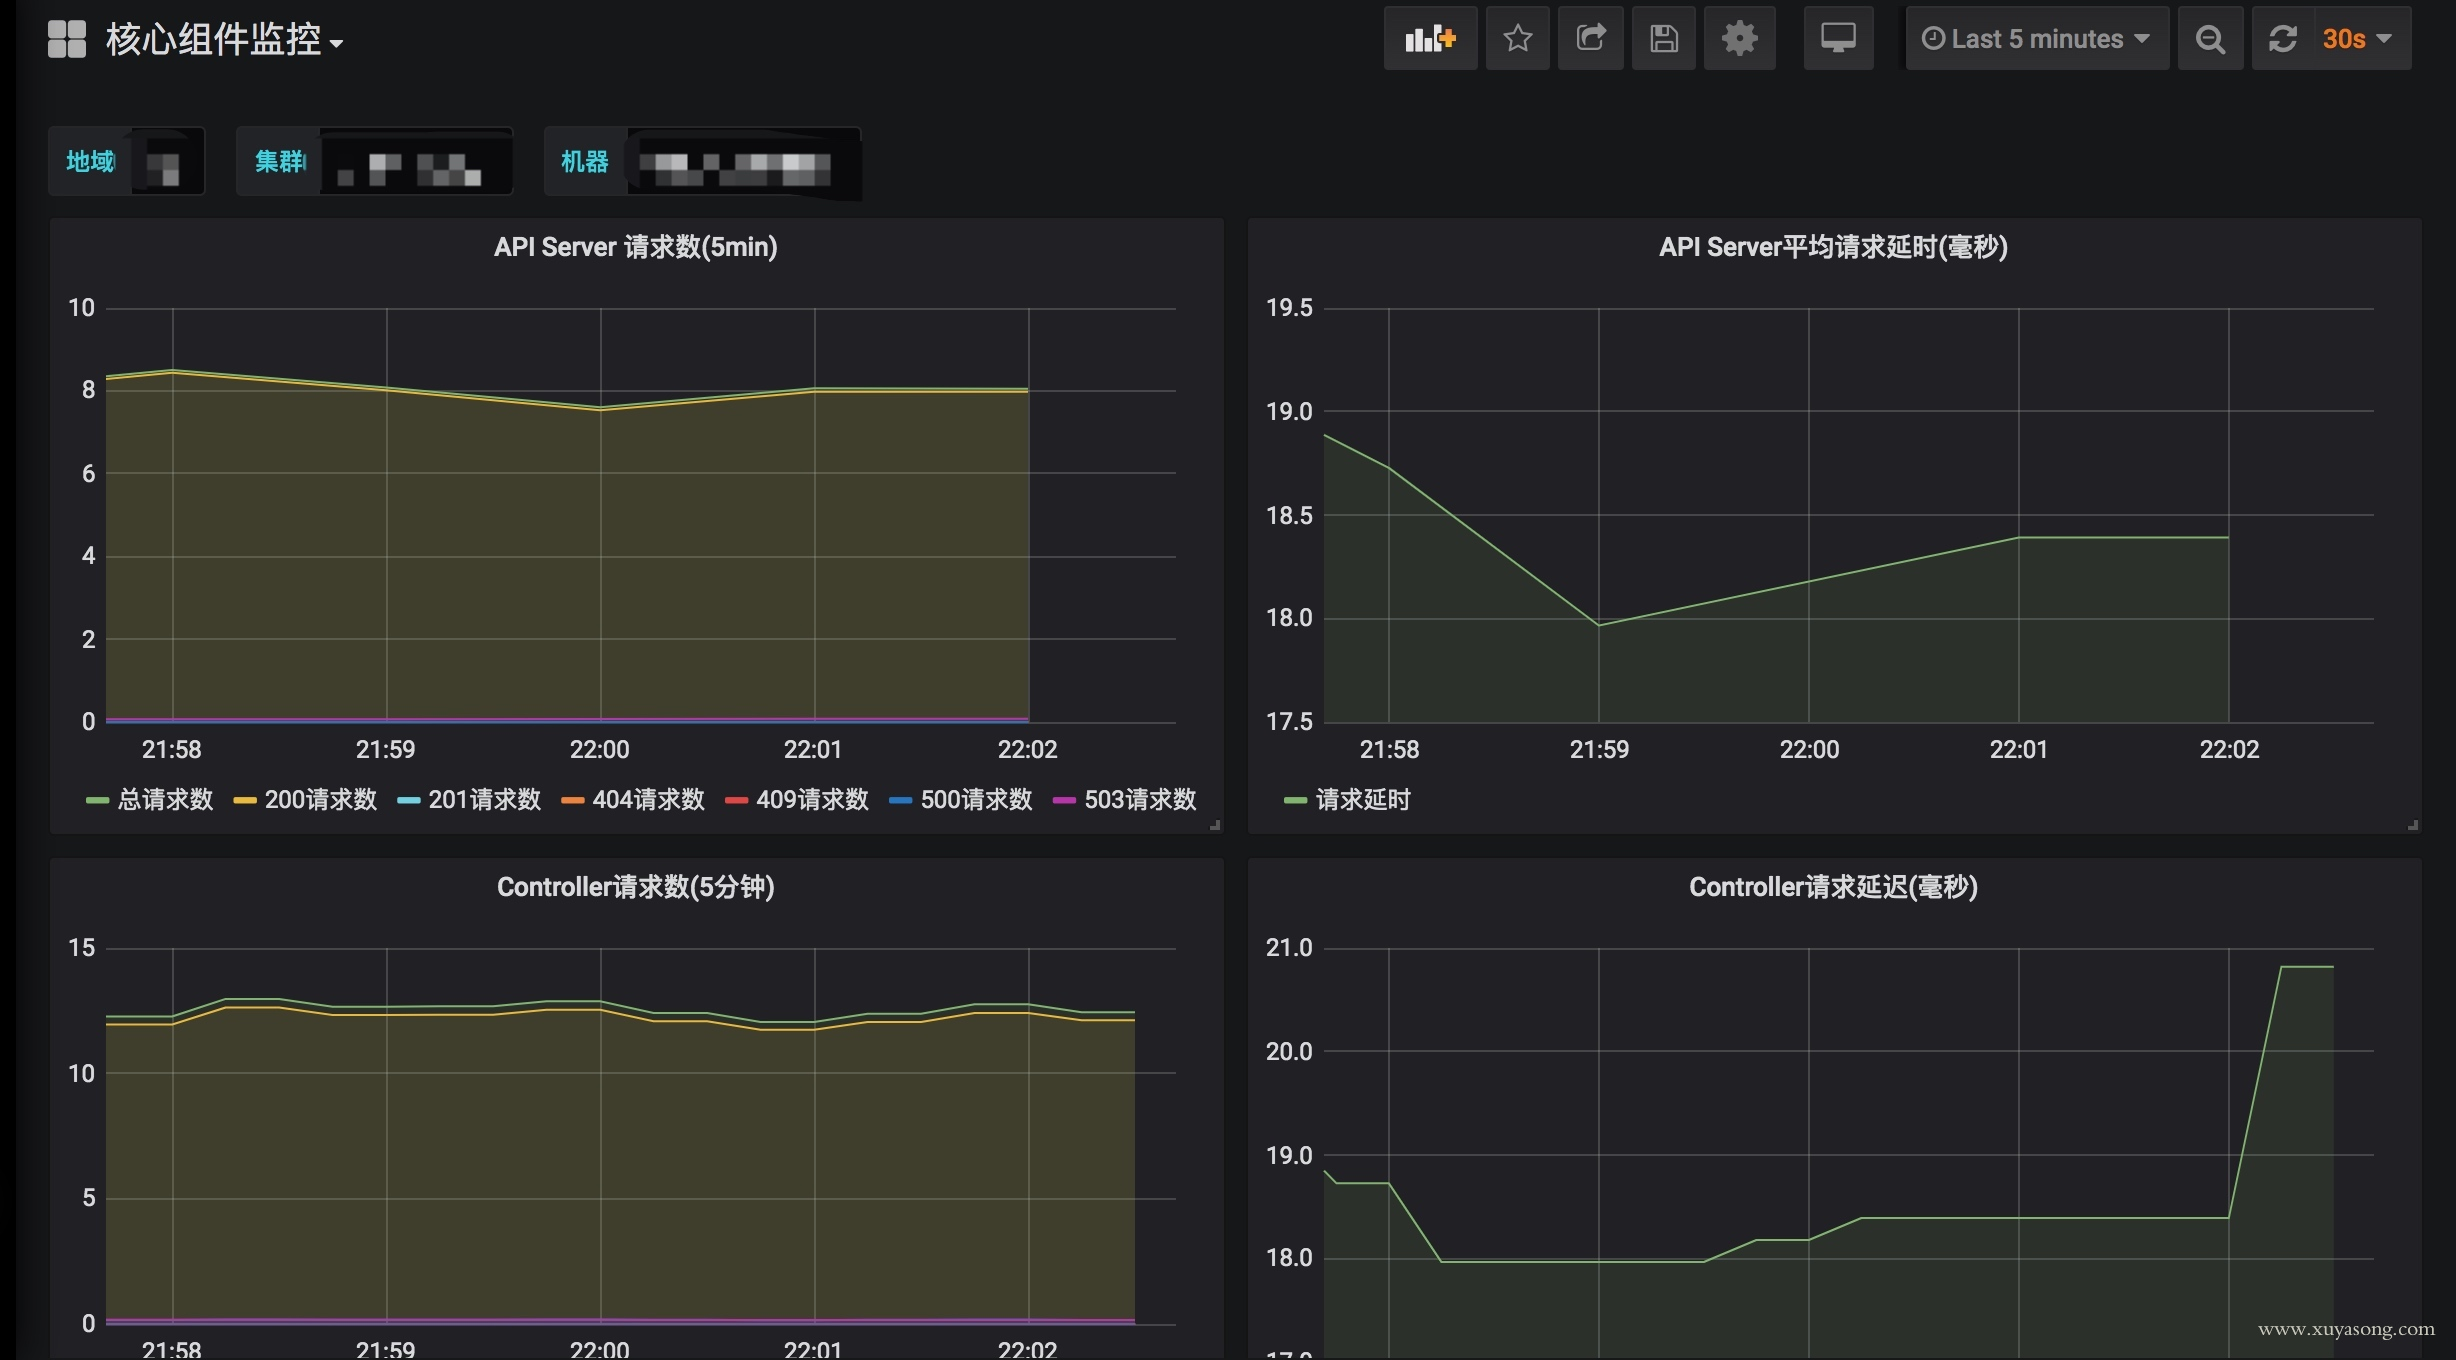 核心组件监控
Last 5 minutes
30s
地域
集群
机器
API Server 请求数(5min)
10
8
6
4
2
0
21:58 21:59 22:00 22:01 22:02
总请求数 200请求数 201请求数 404请求数 409请求数 500请求数 503请求数
API Server平均请求延时(毫秒)
19.5
19.0
18.5
18.0
17.5
21:58 21:59 22:00 22:01 22:02
请求延时
Controller请求数(5分钟)
15
10
5
0
21:58 21:59 22:00 22:01 22:02
Controller请求延迟(毫秒)
21.0
20.0
19.0
18.0
17.0
www.xuyasong.com